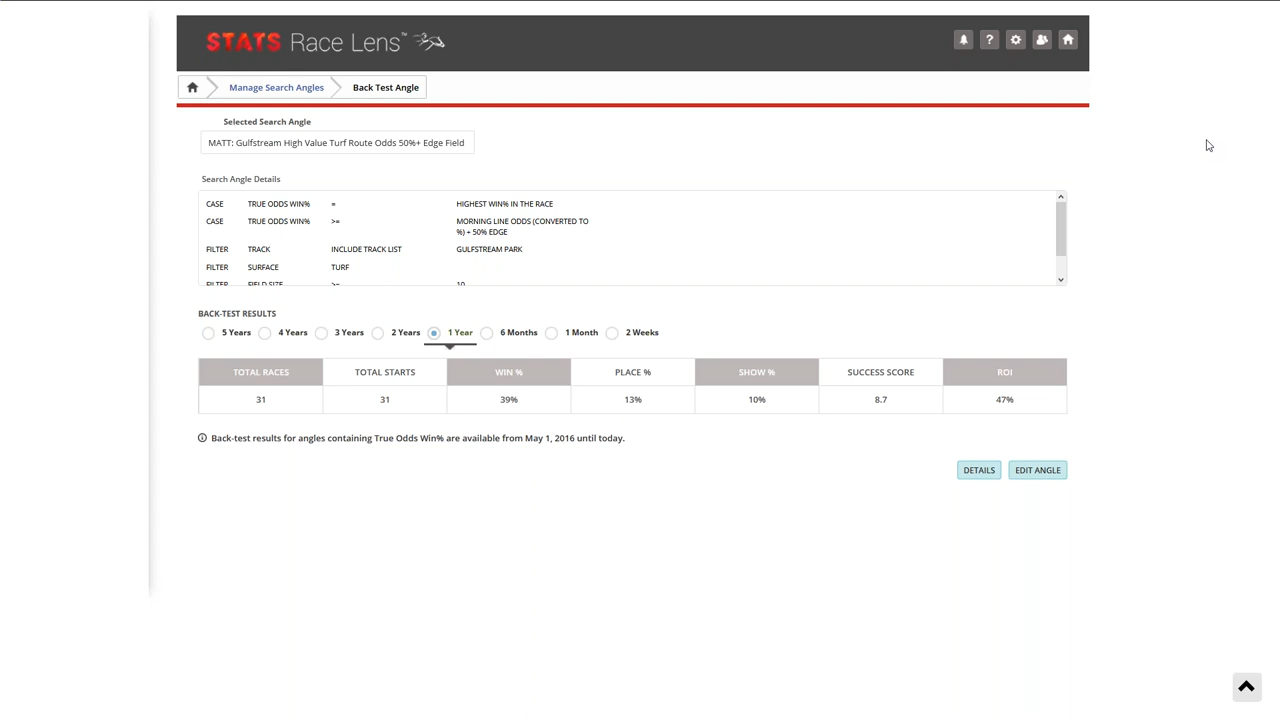 STATS Race Lens™
Manage Search Angles
Back Test Angle
Selected Search Angle
MATT: Gulfstream High Value Turf Route Odds 50%+ Edge Field
Search Angle Details
CASE TRUE ODDS WIN% = HIGHEST WIN% IN THE RACE
CASE TRUE ODDS WIN% >= MORNING LINE ODDS (CONVERTED TO
%) + 50% EDGE
FILTER TRACK INCLUDE TRACK LIST GULFSTREAM PARK
FILTER SURFACE TURF
FILTER FIELD SIZE >= 10
BACK-TEST RESULTS
5 Years 4 Years 3 Years 2 Years 1 Year 6 Months 1 Month 2 Weeks
TOTAL RACES TOTAL STARTS WIN % PLACE % SHOW % SUCCESS SCORE ROI
31 31 39% 13% 10% 8.7 47%
Back-test results for angles containing True Odds Win% are available from May 1, 2016 until today.
DETAILS EDIT ANGLE